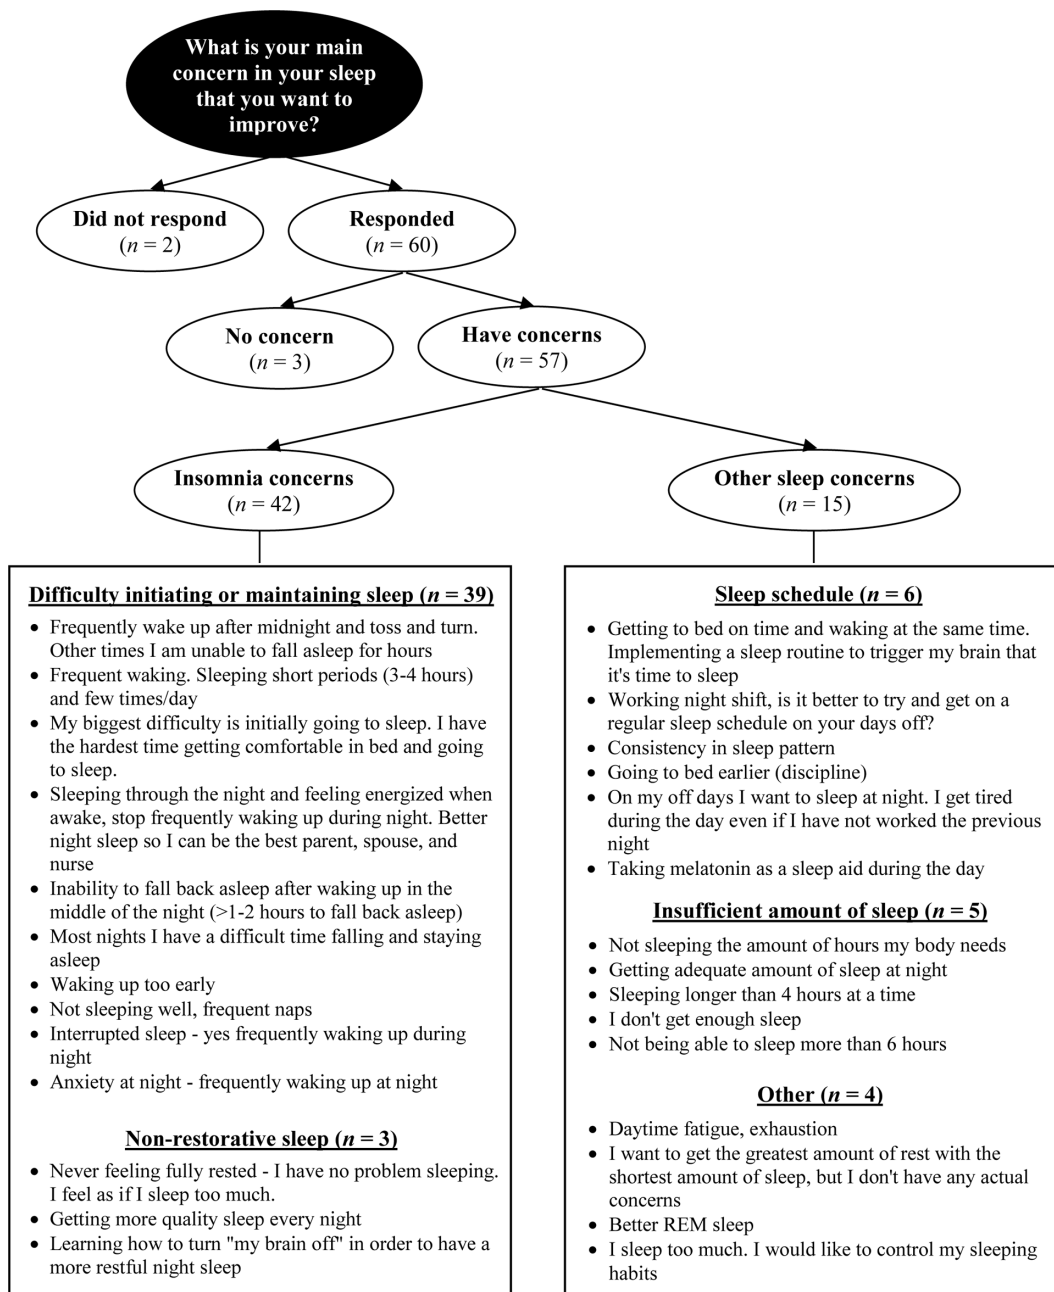 What is your main
concern in your sleep
that you want to
improve?
Did not respond
(n = 2)
Responded
(n = 60)
No concern
(n = 3)
Have concerns
(n = 57)
Insomnia concerns
(n = 42)
Other sleep concerns
(n = 15)
Difficulty initiating or maintaining sleep (n = 39)
• Frequently wake up after midnight and toss and turn.
Other times I am unable to fall asleep for hours
• Frequent waking. Sleeping short periods (3-4 hours)
and few times/day
• My biggest difficulty is initially going to sleep. I have
the hardest time getting comfortable in bed and going
to sleep.
• Sleeping through the night and feeling energized when
awake, stop frequently waking up during night. Better
night sleep so I can be the best parent, spouse, and
nurse
• Inability to fall back asleep after waking up in the
middle of the night (>1-2 hours to fall back asleep)
• Most nights I have a difficult time falling and staying
asleep
• Waking up too early
• Not sleeping well, frequent naps
• Interrupted sleep - yes frequently waking up during
night
• Anxiety at night - frequently waking up at night
Non-restorative sleep (n = 3)
• Never feeling fully rested - I have no problem sleeping.
I feel as if I sleep too much.
• Getting more quality sleep every night
• Learning how to turn "my brain off" in order to have a
more restful night sleep
Sleep schedule (n = 6)
• Getting to bed on time and waking at the same time.
Implementing a sleep routine to trigger my brain that
it's time to sleep
• Working night shift, is it better to try and get on a
regular sleep schedule on your days off?
• Consistency in sleep pattern
• Going to bed earlier (discipline)
• On my off days I want to sleep at night. I get tired
during the day even if I have not worked the previous
night
• Taking melatonin as a sleep aid during the day
Insufficient amount of sleep (n = 5)
• Not sleeping the amount of hours my body needs
• Getting adequate amount of sleep at night
• Sleeping longer than 4 hours at a time
• I don't get enough sleep
• Not being able to sleep more than 6 hours
Other (n = 4)
• Daytime fatigue, exhaustion
• I want to get the greatest amount of rest with the
shortest amount of sleep, but I don't have any actual
concerns
• Better REM sleep
• I sleep too much. I would like to control my sleeping
habits